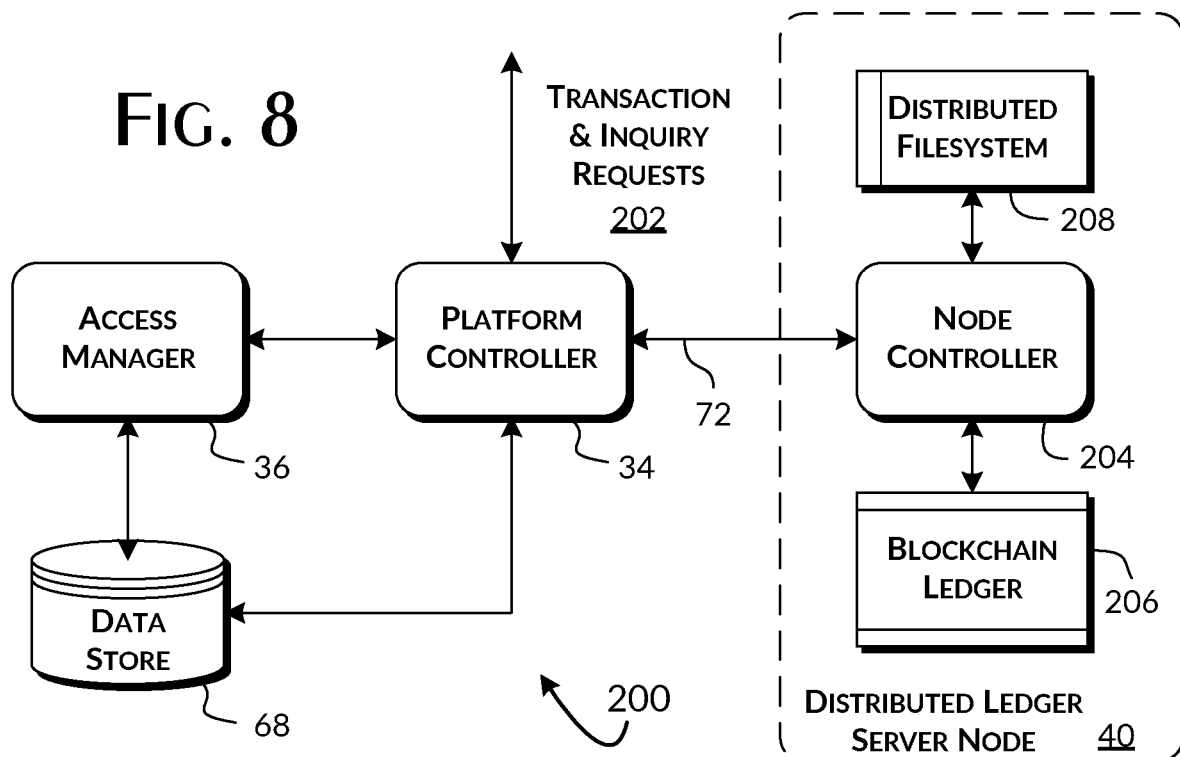 FIG. 8
TRANSACTION
& INQUIRY
REQUESTS
202
DISTRIBUTED
FILESYSTEM
208
ACCESS
MANAGER
36
PLATFORM
CONTROLLER
34
72
NODE
CONTROLLER
204
BLOCKCHAIN
LEDGER
206
DATA
STORE
68
200
DISTRIBUTED LEDGER
SERVER NODE 40